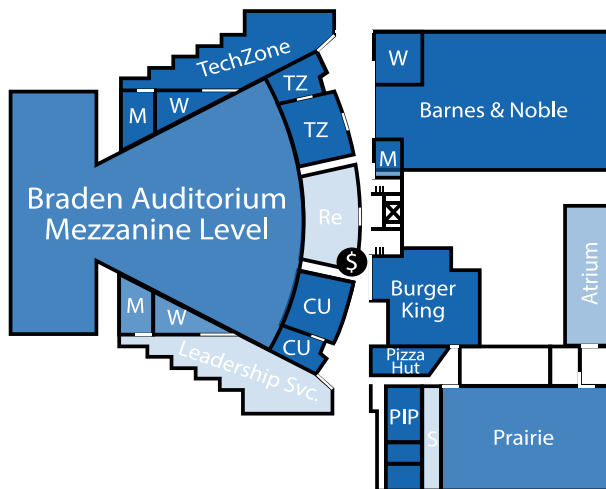 TechZone
W
TZ
M
W
Barnes & Noble
TZ
M
Braden Auditorium
Mezzanine Level
Re
$
Atrium
Burger
King
M
W
CU
CU
Leadership Svc.
Pizza
Hut
PIP
S
Prairie